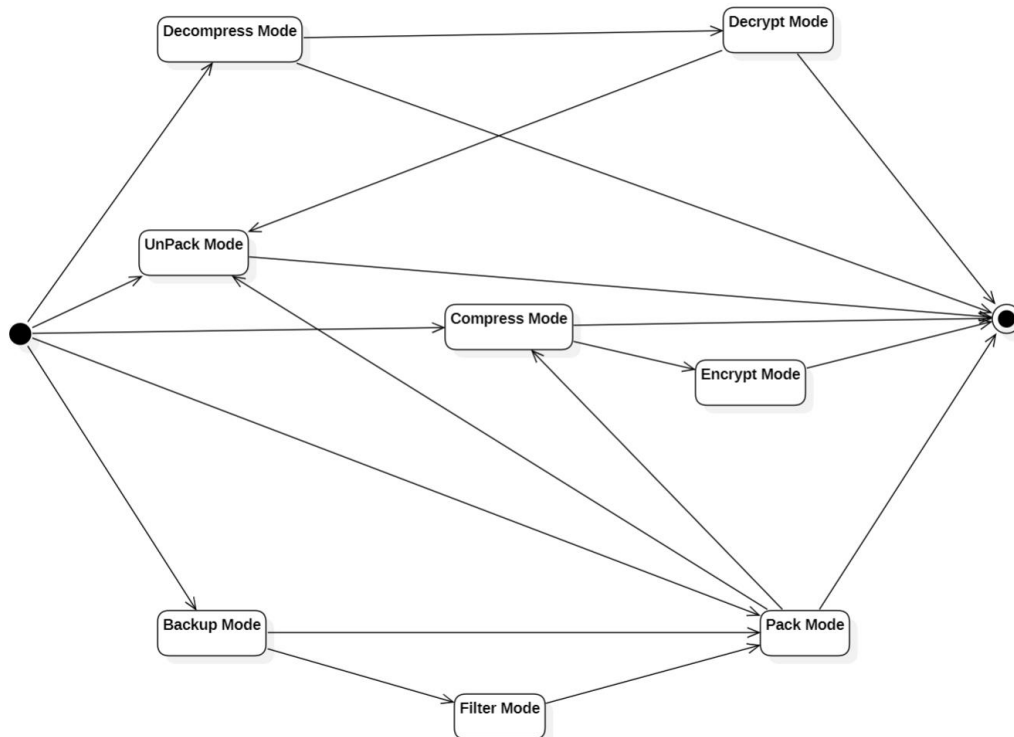 Decompress Mode
Decrypt Mode
UnPack Mode
Compress Mode
Encrypt Mode
Backup Mode
Pack Mode
Filter Mode